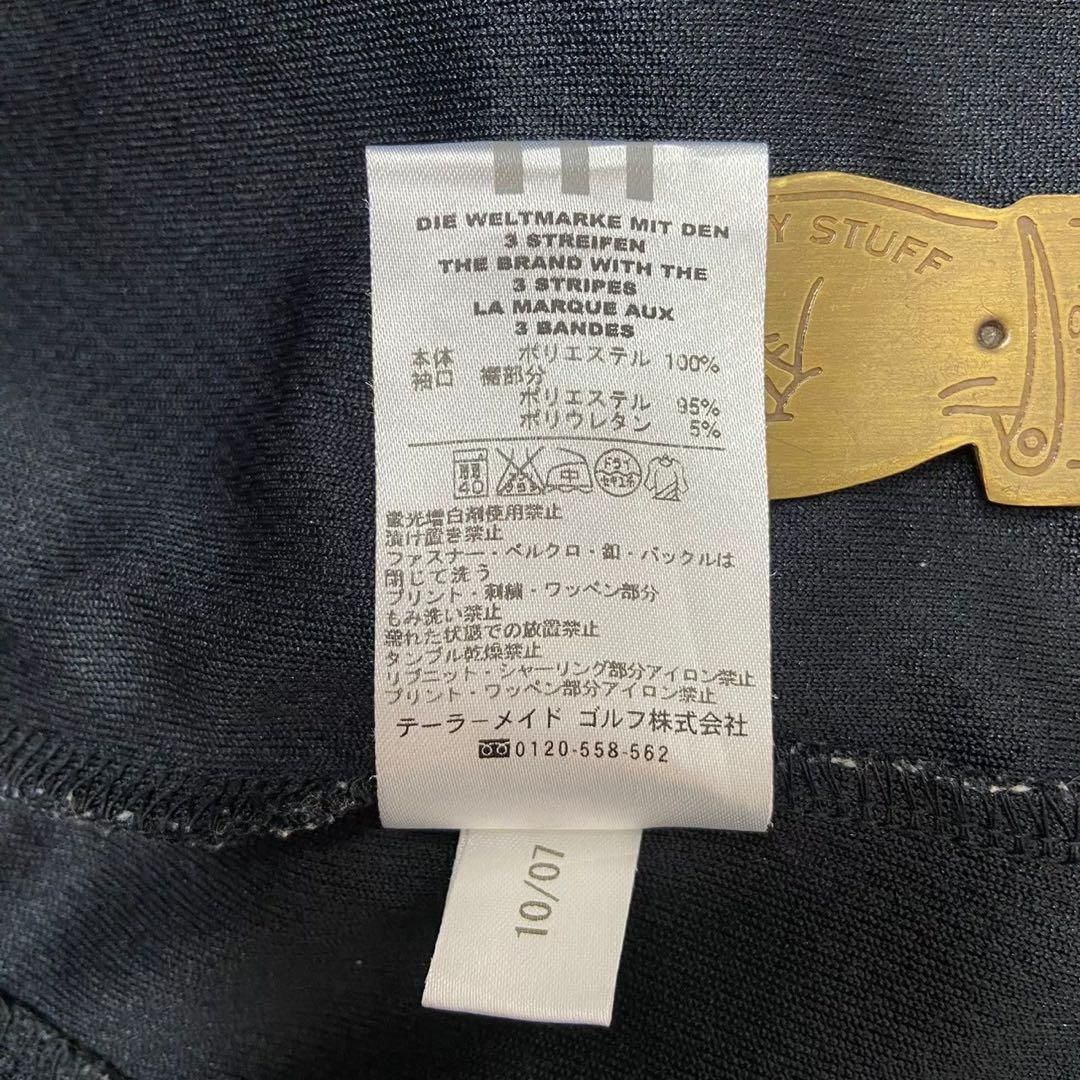 DIE WELTMARKE MIT DEN
3 STREIFEN
THE BRAND WITH THE
3 STRIPES
LA MARQUE AUX
3 BANDES
本体 ポリエステル 100%
袖口 裾部分
ポリエステル 95%
ポリウレタン 5%
40 中 ドライ セキユ系
蛍光増白剤使用禁止
漬け置き禁止
ファスナー・ベルクロ・釦・バックルは
閉じて洗う
プリント・刺繍・ワッペン部分
もみ洗い禁止
濡れた状態での放置禁止
タンブル乾燥禁止
リブニット・シャーリング部分アイロン禁止
プリント・ワッペン部分アイロン禁止
テーラーメイド ゴルフ株式会社
0120-558-562
10/07
Y STUFF